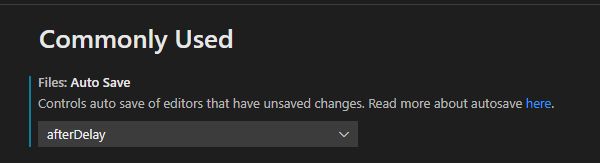 Commonly Used
Files: Auto Save
Controls auto save of editors that have unsaved changes. Read more about autosave here.
afterDelay